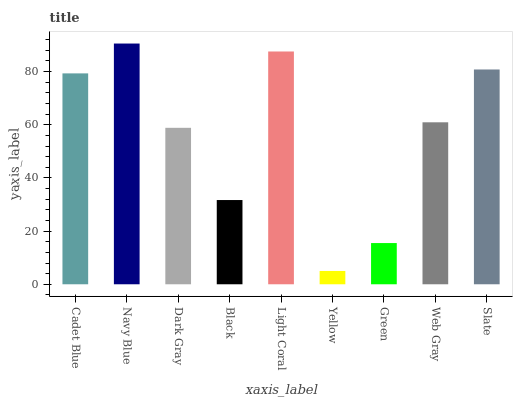 title
yaxis_label
80
60
40
20
0
Cadet Blue
Navy Blue
Dark Gray
Black
Light Coral
Yellow
Green
Web Gray
Slate
xaxis_label